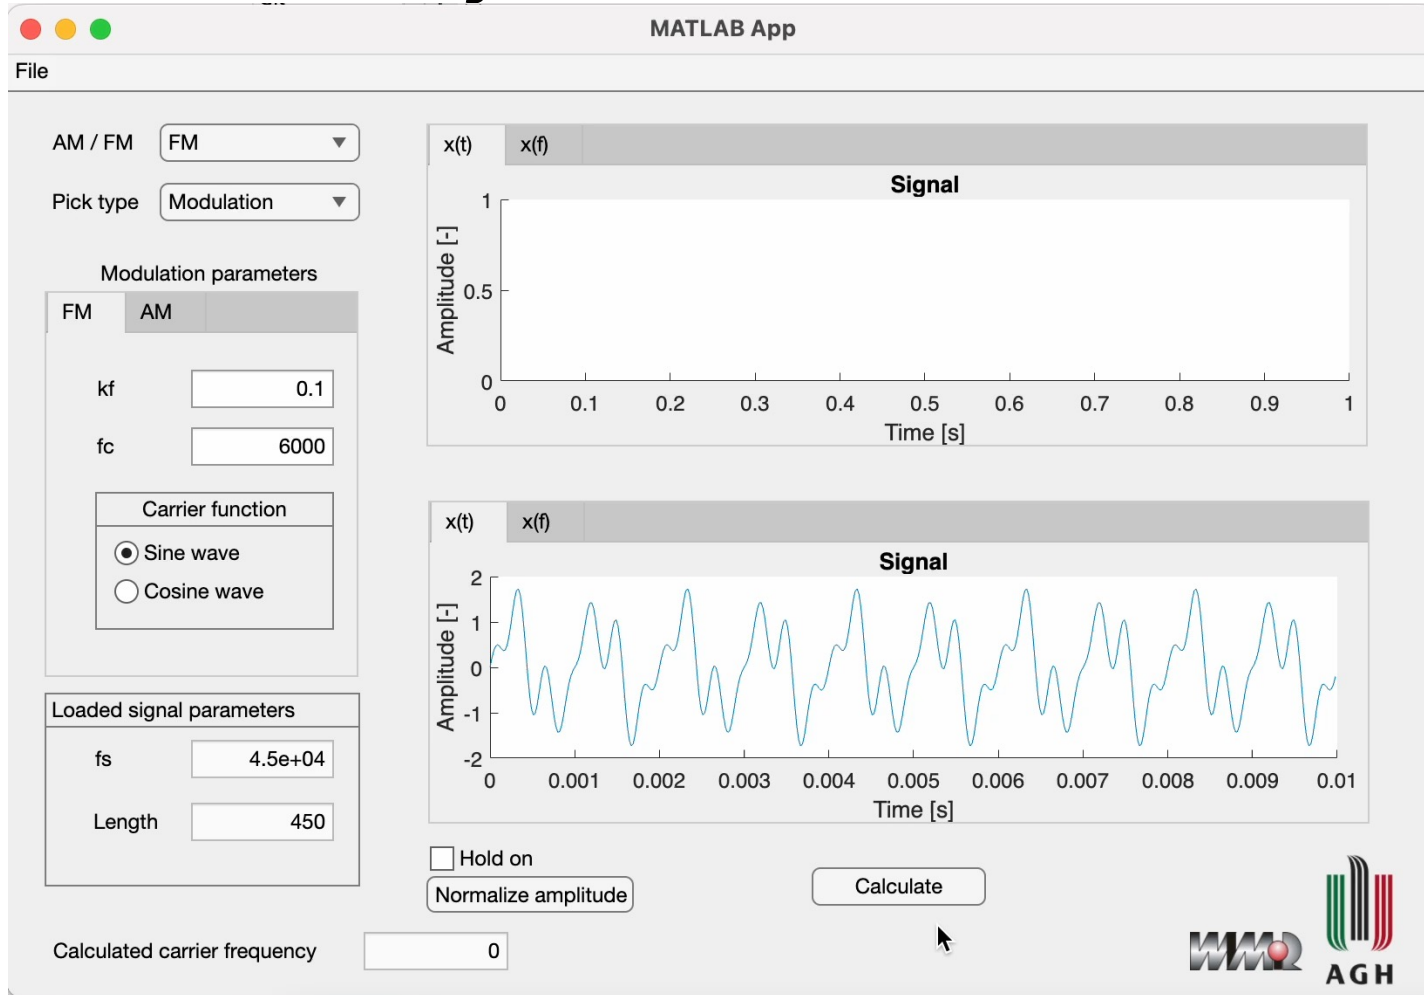 MATLAB App
File
AM / FM FM
Pick type Modulation
Modulation parameters
FM AM
kf 0.1
fc 6000
Carrier function
Sine wave
Cosine wave
Loaded signal parameters
fs 4.5e+04
Length 450
x(t) x(f)
Signal
Amplitude [-]
1
0.5
0
0 0.1 0.2 0.3 0.4 0.5 0.6 0.7 0.8 0.9 1
Time [s]
x(t) x(f)
Signal
Amplitude [-]
2
1
0
-1
-2
0 0.001 0.002 0.003 0.004 0.005 0.006 0.007 0.008 0.009 0.01
Time [s]
Hold on
Normalize amplitude
Calculate
Calculated carrier frequency 0
AGH